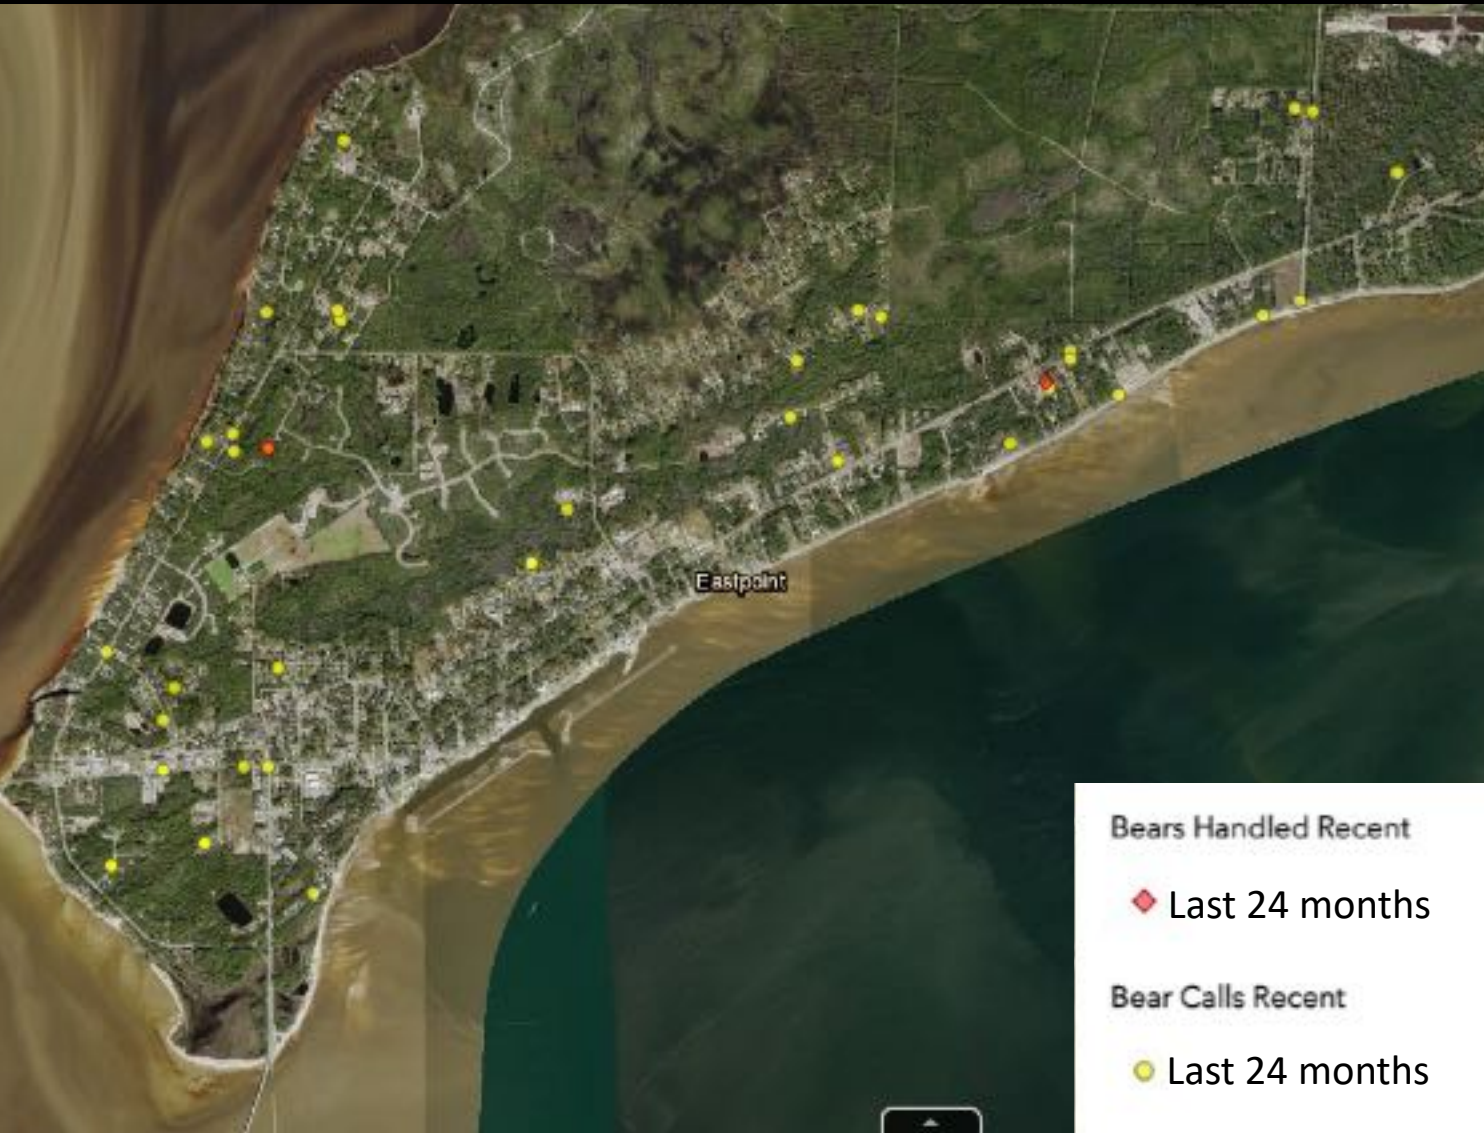 Eastpoint
Bears Handled Recent
Last 24 months
Bear Calls Recent
Last 24 months